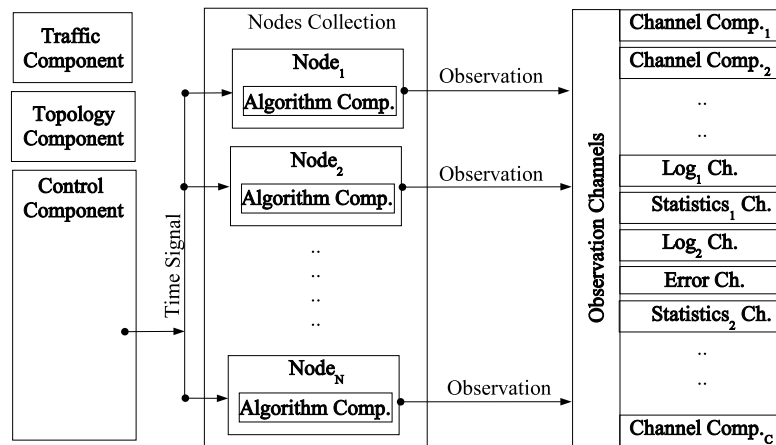 Traffic
Component
Topology
Component
Control
Component
Time Signal
Nodes Collection
Node1
Algorithm Comp.
Node2
Algorithm Comp.
..
..
..
..
NodeN
Algorithm Comp.
Observation
Observation
Observation
Observation Channels
Channel Comp.1
Channel Comp.2
..
..
Log1 Ch.
Statistics1 Ch.
Log2 Ch.
Error Ch.
Statistics2 Ch.
..
..
Channel Comp.C